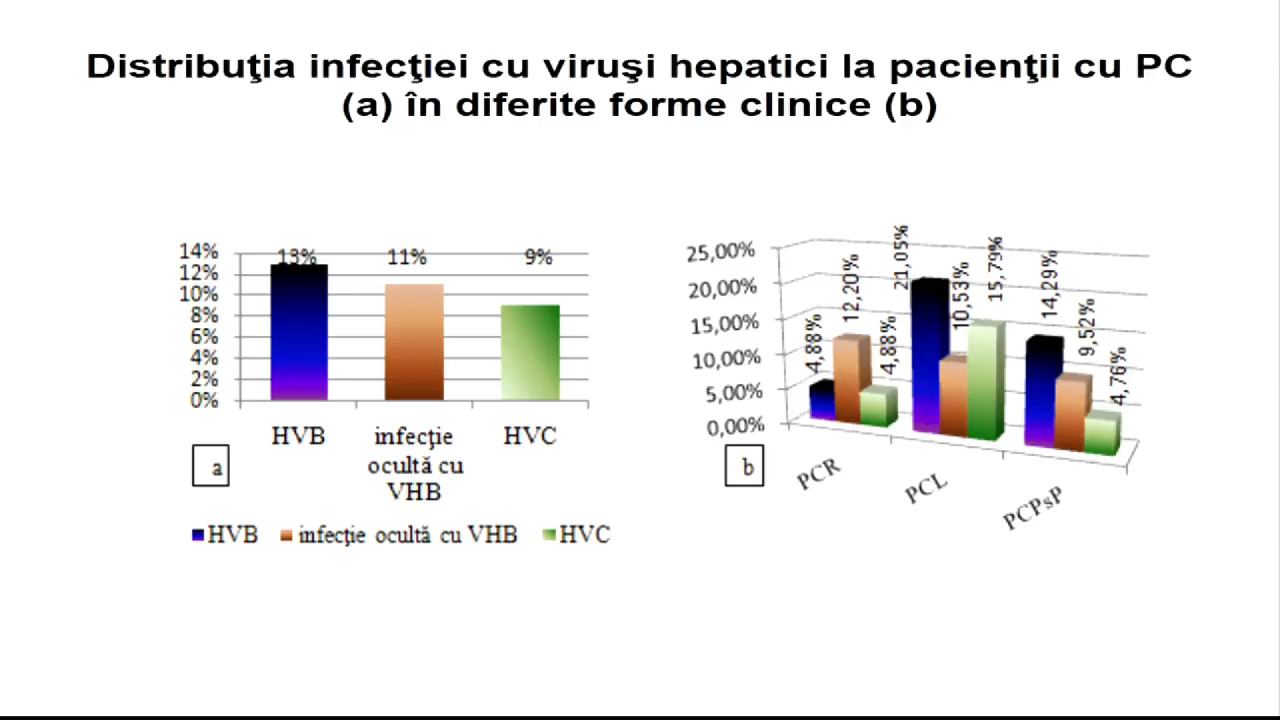 Distribuţia infecţiei cu viruşi hepatici la pacienţii cu PC
(a) în diferite forme clinice (b)
14%
12%
10%
8%
6%
4%
2%
0%
13%
11%
9%
HVB
infecţie
ocultă cu
VHB
HVC
a
HVB
infecţie ocultă cu VHB
HVC
25,00%
20,00%
15,00%
10,00%
5,00%
0,00%
4,88%
12,20%
4,88%
21,05%
10,53%
15,79%
14,29%
9,52%
4,76%
PCR
PCL
PCPsP
b